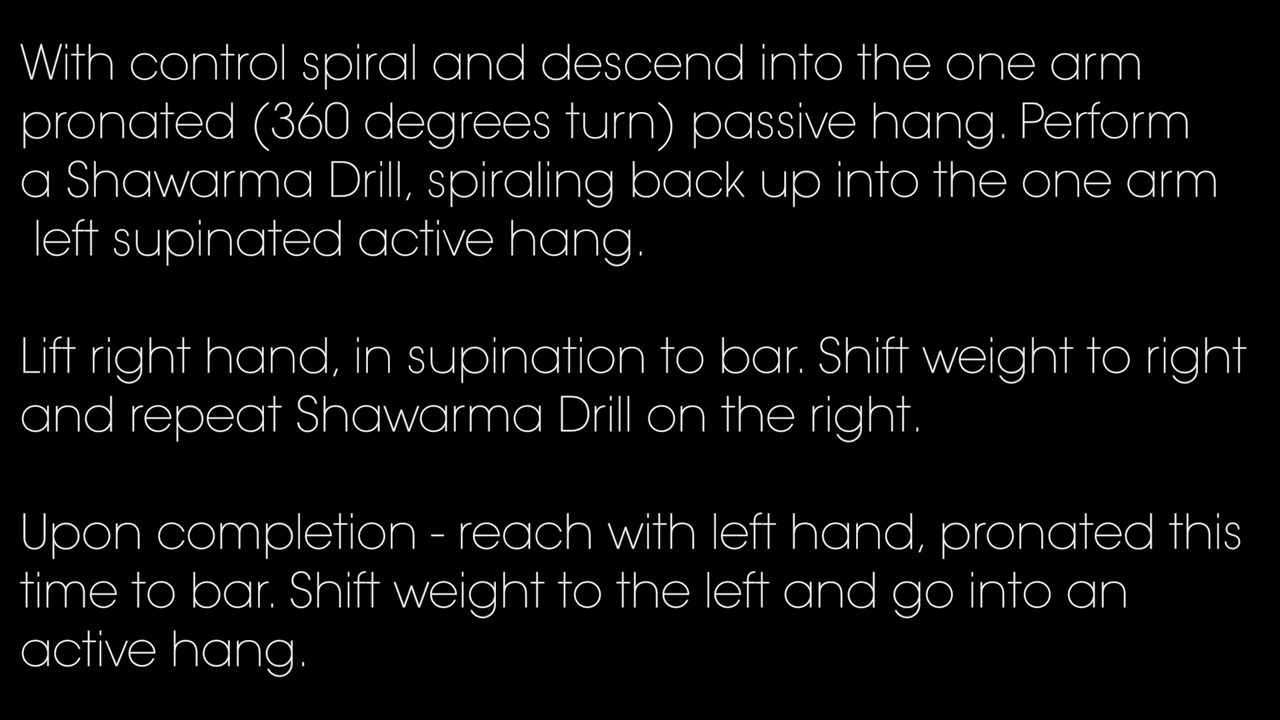 With control spiral and descend into the one arm
pronated (360 degrees turn) passive hang. Perform
a Shawarma Drill, spiraling back up into the one arm
left supinated active hang.
Lift right hand, in supination to bar. Shift weight to right
and repeat Shawarma Drill on the right.
Upon completion - reach with left hand, pronated this
time to bar. Shift weight to the left and go into an
active hang.